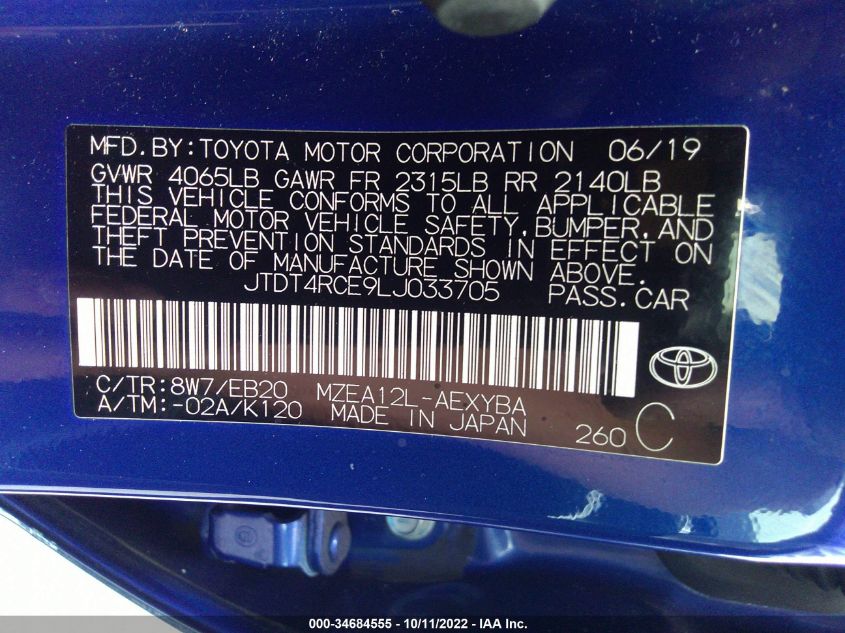 MFD.BY:TOYOTA MOTOR CORPORATION 06/19
GVWR 4065LB GAWR FR 2315LB RR 2140LB
THIS VEHICLE CONFORMS TO ALL APPLICABLE
FEDERAL MOTOR VEHICLE SAFETY,BUMPER,AND
THEFT PREVENTION STANDARDS IN EFFECT ON
THE DATE OF MANUFACTURE SHOWN ABOVE.
JTDT4RCE9LJ033705 PASS.CAR
C/TR:8W7/EB20 MZEA12L-AEXYBA
A/TM:-02A/K120 MADE IN JAPAN 260 C
000-34684555 - 10/11/2022 - IAA Inc.